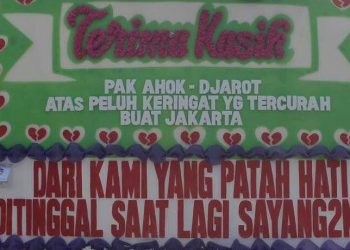 Terima Kasih
PAK AHOK - DJAROT
ATAS PELUH KERINGAT YG TERCURAH
BUAT JAKARTA
DARI KAMI YANG PATAH HATI
DITINGGAL SAAT LAGI SAYANG2N